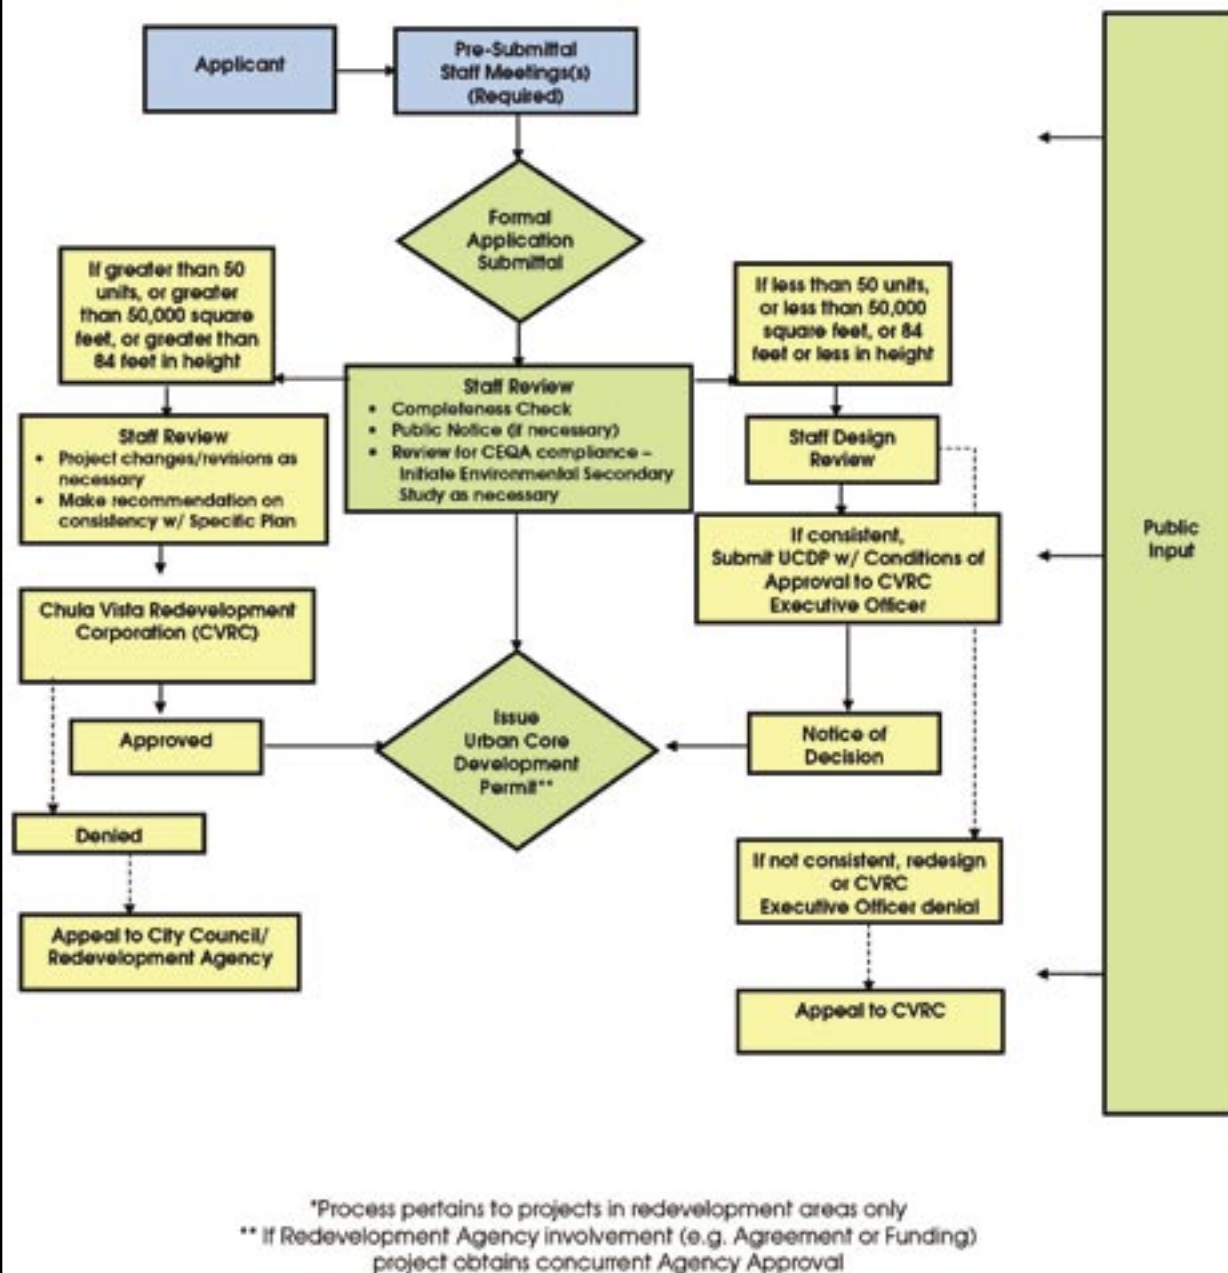 Applicant
Pre-Submittal
Staff Meetings(s)
(Required)
Formal
Application
Submittal
If greater than 50
units, or greater
than 50,000 square
feet, or greater than
84 feet in height
If less than 50 units,
or less than 50,000
square feet, or 84
feet or less in height
Staff Review
• Completeness Check
• Public Notice (if necessary)
• Review for CEQA compliance –
Initiate Environmental Secondary
Study as necessary
Staff Review
• Project changes/revisions as
necessary
• Make recommendation on
consistency w/ Specific Plan
Staff Design
Review
If consistent,
Submit UCDP w/ Conditions of
Approval to CVRC
Executive Officer
Public
Input
Chula Vista Redevelopment
Corporation (CVRC)
Approved
Issue
Urban Core
Development
Permit**
Notice of
Decision
Denied
If not consistent, redesign
or CVRC
Executive Officer denial
Appeal to City Council/
Redevelopment Agency
Appeal to CVRC
*Process pertains to projects in redevelopment areas only
** If Redevelopment Agency involvement (e.g. Agreement or Funding)
project obtains concurrent Agency Approval